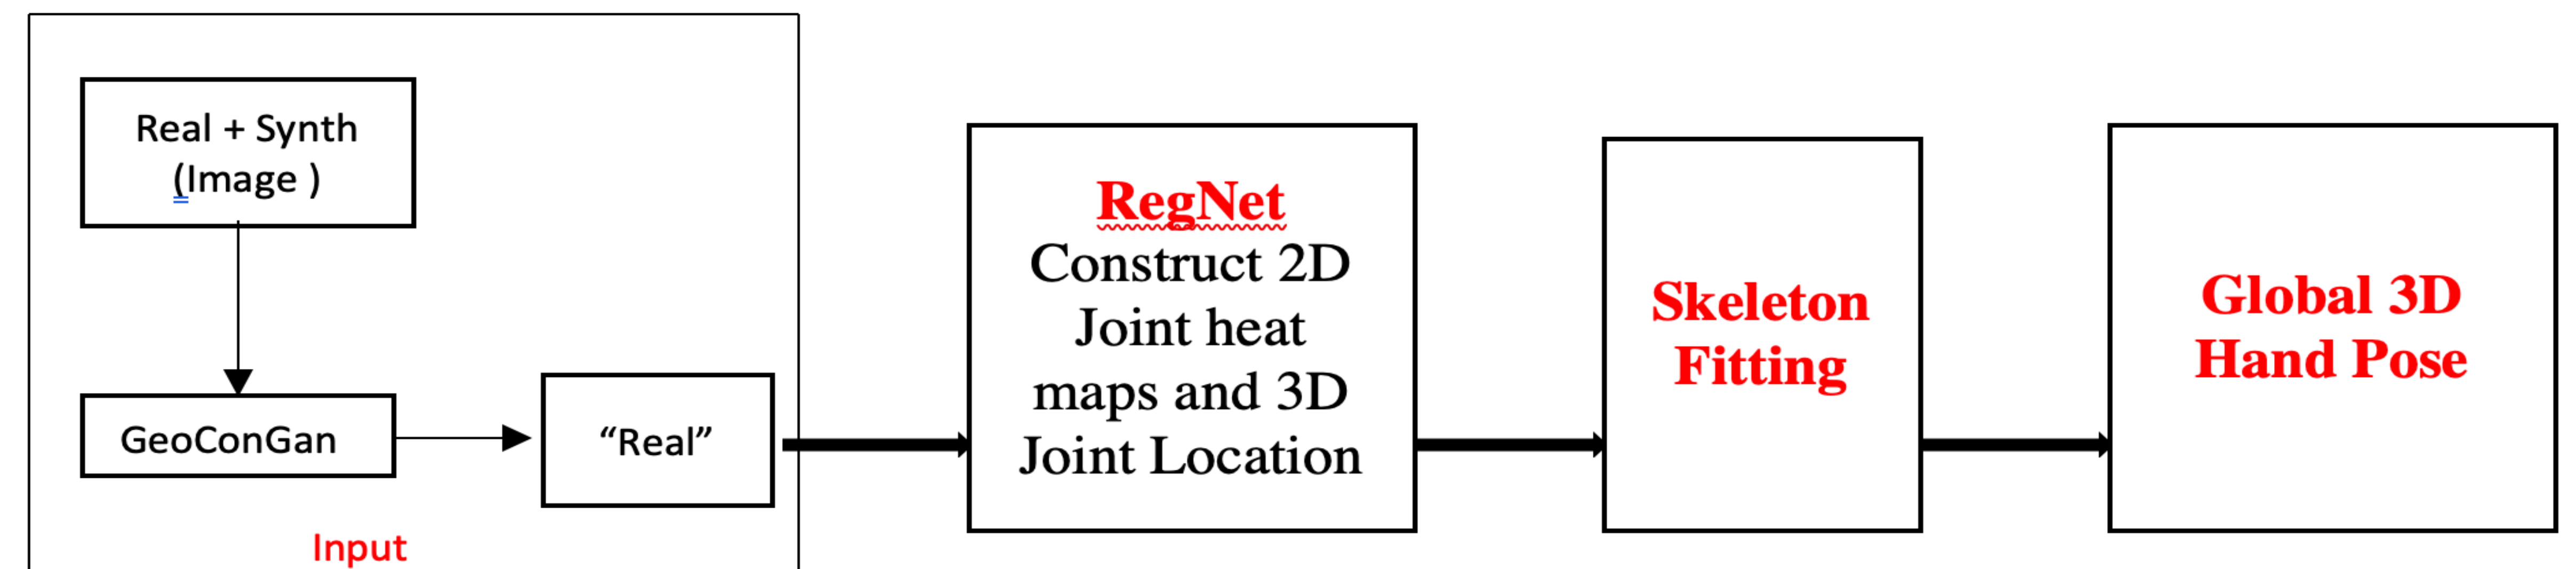 Real + Synth
(Image )
GeoConGan
“Real”
Input
RegNet
Construct 2D
Joint heat
maps and 3D
Joint Location
Skeleton
Fitting
Global 3D
Hand Pose